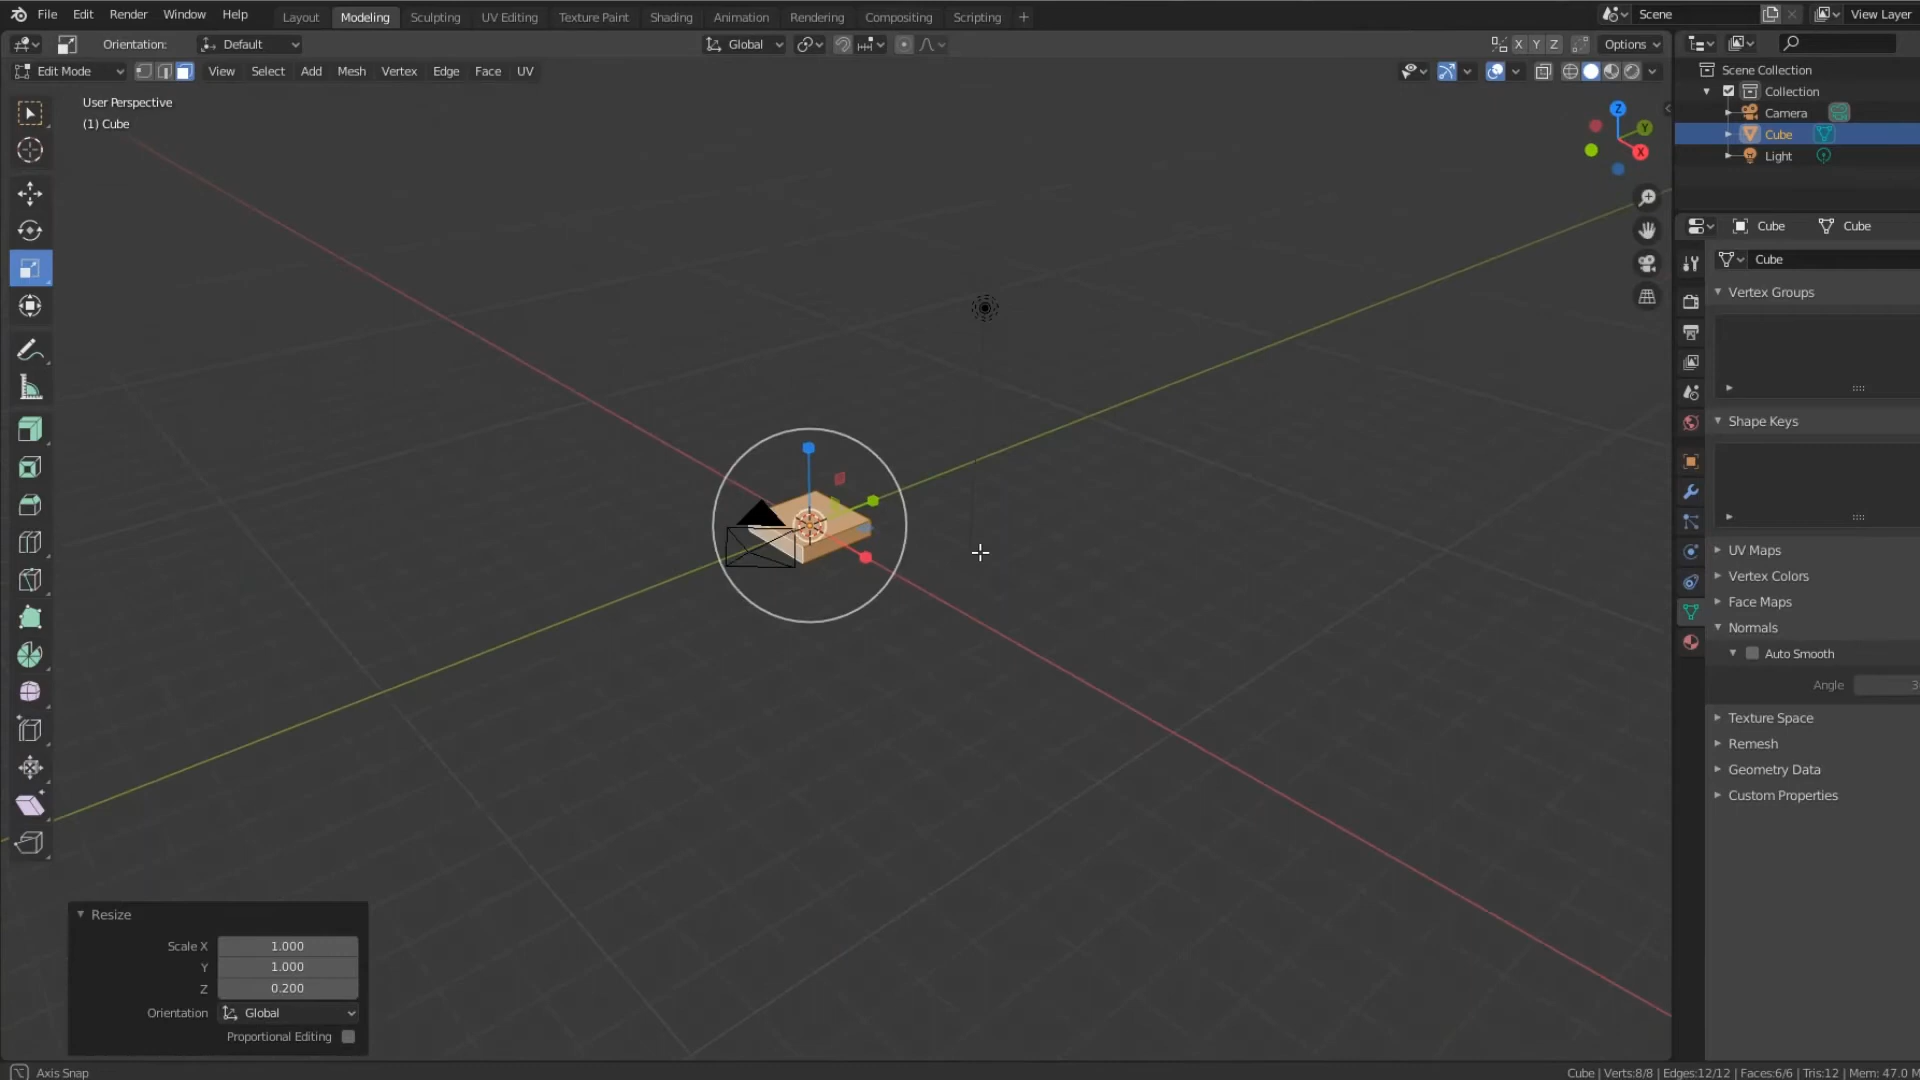 File Edit Render Window Help Layout Modeling Sculpting UV Editing Texture Paint Shading Animation Rendering Compositing Scripting + Scene View Layer
Orientation: Default Global X Y Z Options
Edit Mode View Select Add Mesh Vertex Edge Face UV
User Perspective
(1) Cube
Z
Y
X
Scene Collection
Collection
Camera
Cube
Light
Cube Cube
Cube
Vertex Groups
Shape Keys
UV Maps
Vertex Colors
Face Maps
Normals
Auto Smooth
Angle 3
Texture Space
Remesh
Geometry Data
Custom Properties
Resize
Scale X 1.000
Y 1.000
Z 0.200
Orientation Global
Proportional Editing
Axis Snap
Cube | Verts:8/8 | Edges:12/12 | Faces:6/6 | Tris:12 | Mem: 47.0 M